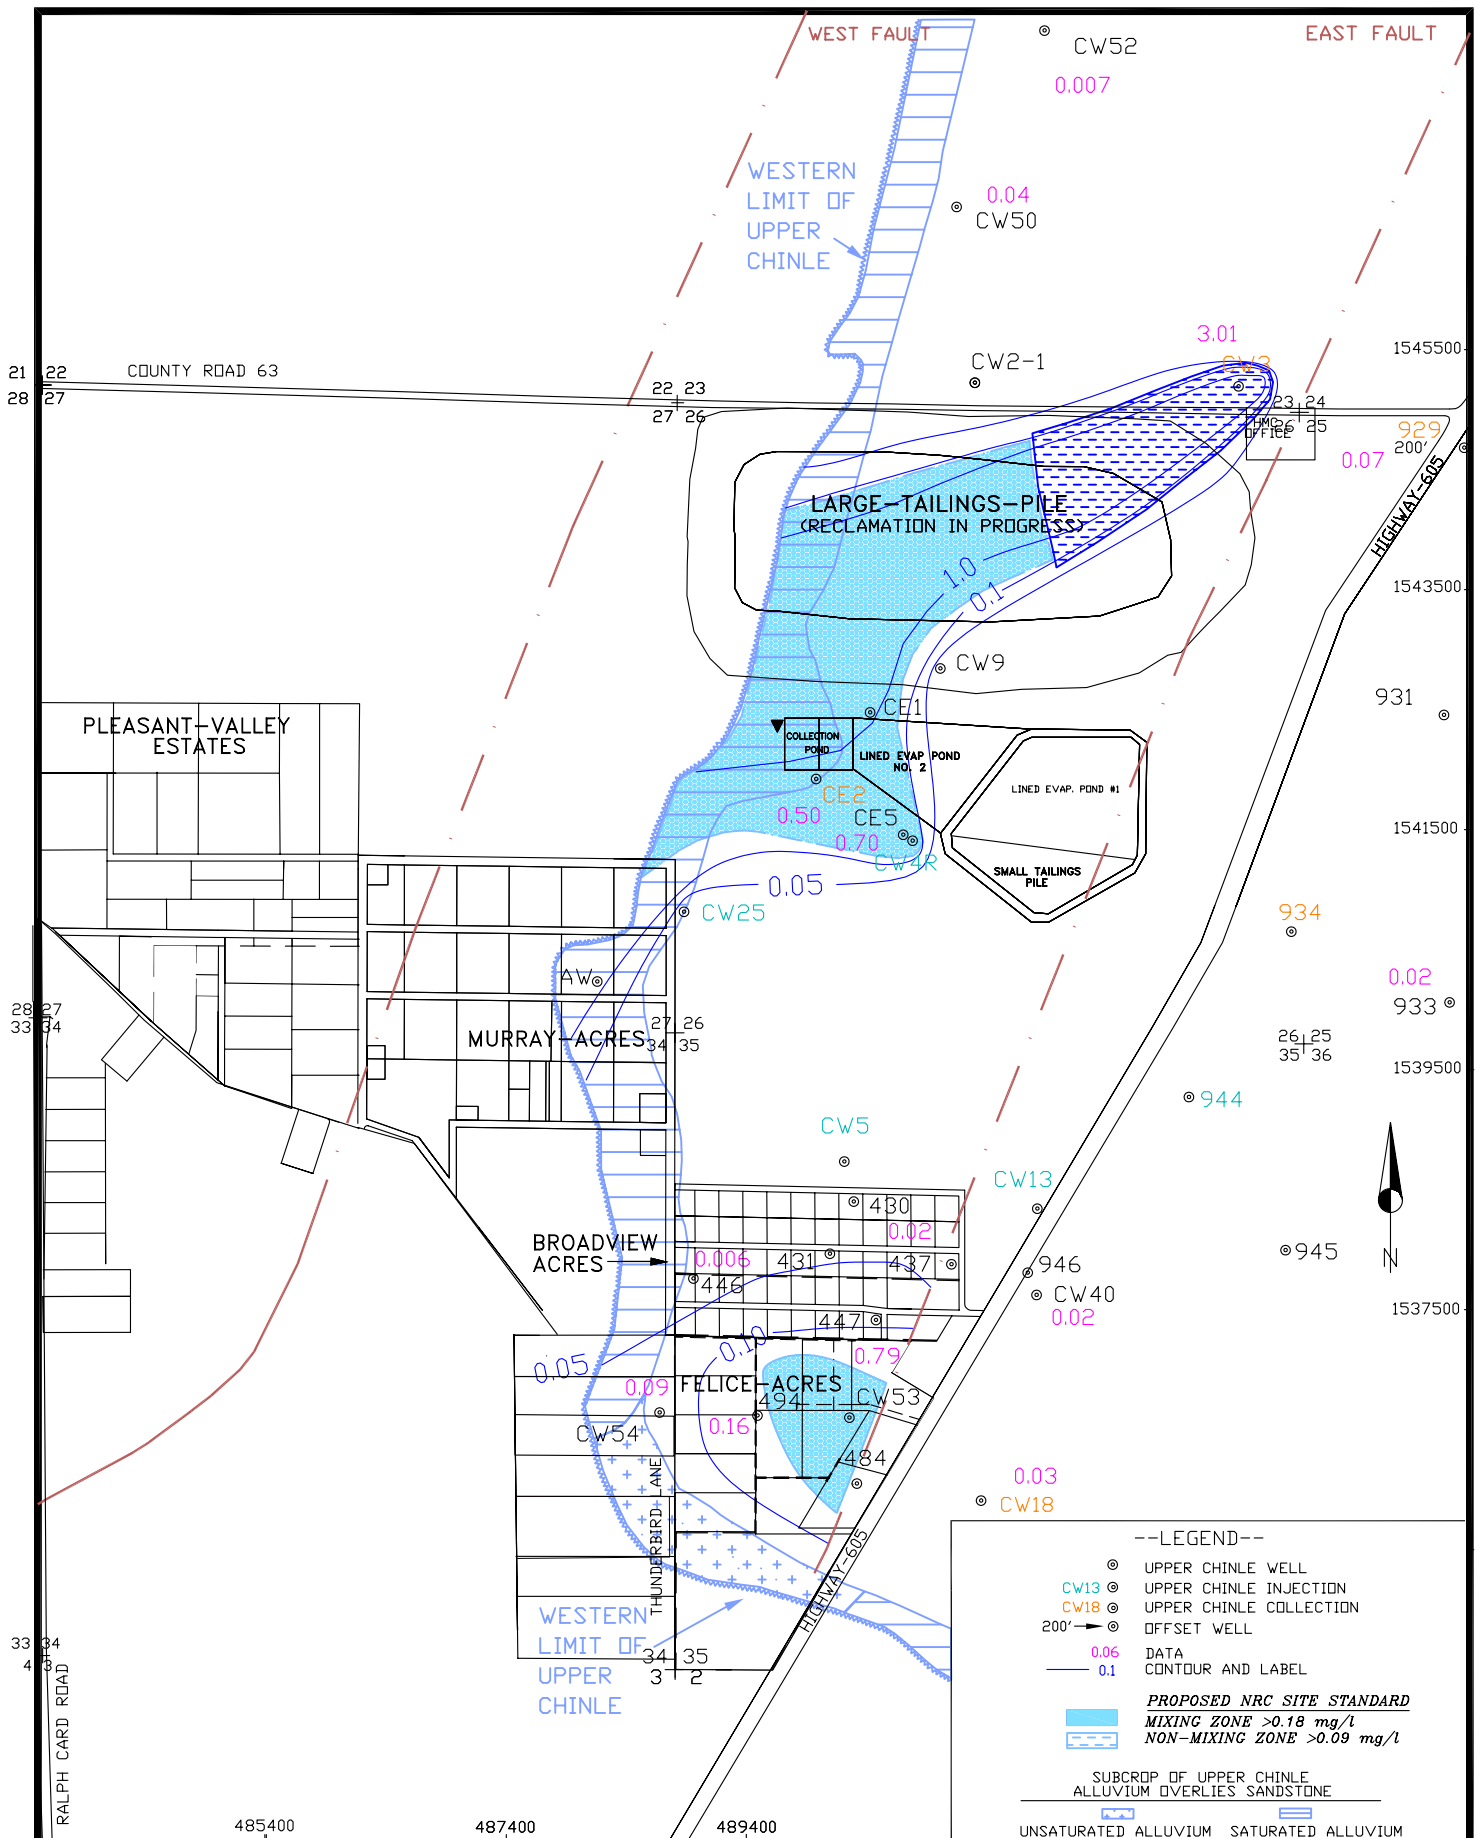 WEST FAULT
EAST FAULT
CW52
0.007
WESTERN
LIMIT OF
UPPER
CHINLE
0.04
CW50
3.01
1545500
CW2-1
CW3
21 22
28 27
COUNTY ROAD 63
22 23
27 26
23 24
26 25
HMC
OFFICE
929
200'
0.07
HIGHWAY-605
LARGE-TAILINGS-PILE
(RECLAMATION IN PROGRESS)
1.0
0.1
1543500
CW9
931
CE1
PLEASANT-VALLEY
ESTATES
COLLECTION
POND
LINED EVAP POND
NO. 2
LINED EVAP. POND #1
CE2
0.50
CE5
0.70
CW4R
1541500
SMALL TAILINGS
PILE
0.05
CW25
934
AW
0.02
933
28 27
33 34
MURRAY-ACRES
27 26
34 35
26 25
35 36
1539500
944
CW5
CW13
430
0.02
BROADVIEW
ACRES
0.006
431
437
446
946
945
N
CW40
0.02
1537500
447
0.10
0.05
0.79
0.09
FELICE-ACRES
494
CW53
0.16
CW54
484
0.03
CW18
THUNDERBIRD LANE
HIGHWAY-605
WESTERN
LIMIT OF
UPPER
CHINLE
33 34
4 3
34 35
3 2
RALPH CARD ROAD
485400
487400
489400
--LEGEND--
UPPER CHINLE WELL
CW13 UPPER CHINLE INJECTION
CW18 UPPER CHINLE COLLECTION
200' OFFSET WELL
0.06 DATA
0.1 CONTOUR AND LABEL
PROPOSED NRC SITE STANDARD
MIXING ZONE >0.18 mg/l
NON-MIXING ZONE >0.09 mg/l
SUBCROP OF UPPER CHINLE
ALLUVIUM OVERLIES SANDSTONE
UNSATURATED ALLUVIUM SATURATED ALLUVIUM